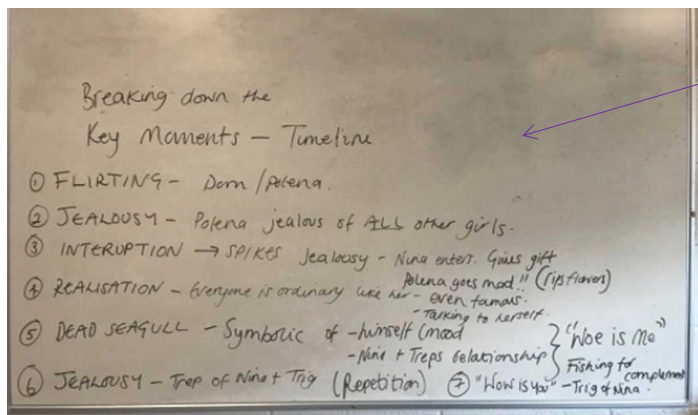 Breaking down the
Key Moments - Timeline
① FLIRTING - Dorn/Polena.
② JEALOUSY - Polena jealous of ALL other girls.
③ INTERUPTION → SPIKES jealousy - Nina enters. Gives gift
Polena goes mad!! (rips flowers)
④ REALISATION - Everyone is ordinary like her - even famous.
- Talking to herself.
⑤ DEAD SEAGULL - Symbolic of - himself (mood
- Nina + Treps relationship
} "Woe is Me"
Fishing for complement
⑥ JEALOUSY - Trep of Nina + Trig (Repetition)
⑦ "Wow is You" - Trig of Nina.